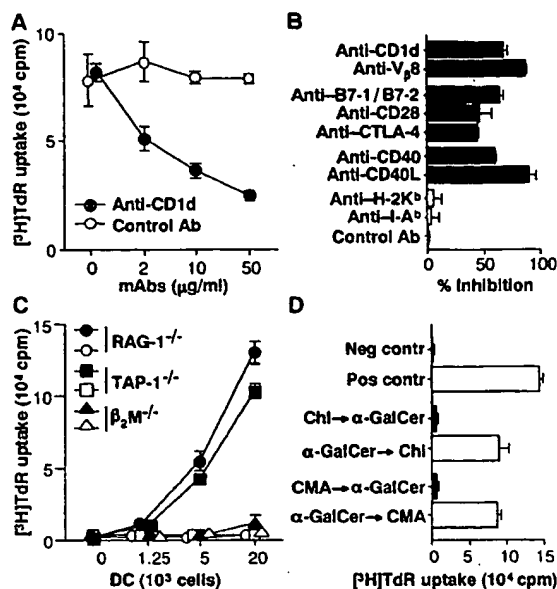 A
[³H]TdR uptake (10⁴ cpm)
10
5
0
Anti-CD1d
Control Ab
0 2 10 50
mAbs (μg/ml)
B
Anti-CD1d
Anti-Vβ8
Anti-B7-1/B7-2
Anti-CD28
Anti-CTLA-4
Anti-CD40
Anti-CD40L
Anti-H-2Kᵇ
Anti-I-Aᵇ
Control Ab
0 50 100
% Inhibition
C
[³H]TdR uptake (10⁴ cpm)
15
10
5
0
RAG-1⁻/⁻
TAP-1⁻/⁻
β₂M⁻/⁻
0 1.25 5 20
DC (10³ cells)
D
Neg contr
Pos contr
Chl→α-GalCer
α-GalCer→Chl
CMA→α-GalCer
α-GalCer→CMA
0 5 10 15
[³H]TdR uptake (10⁴ cpm)